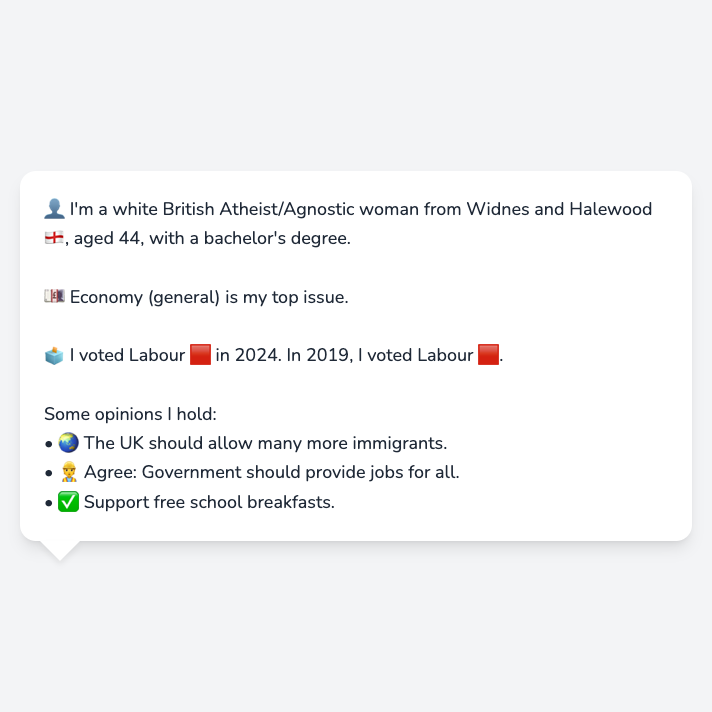 👤 I'm a white British Atheist/Agnostic woman from Widnes and Halewood
🏴󠁧󠁢󠁥󠁮󠁧󠁿, aged 44, with a bachelor's degree.
💷 Economy (general) is my top issue.
🗳️ I voted Labour 🟥 in 2024. In 2019, I voted Labour 🟥.
Some opinions I hold:
• 🌏 The UK should allow many more immigrants.
• 👷 Agree: Government should provide jobs for all.
• ✅ Support free school breakfasts.